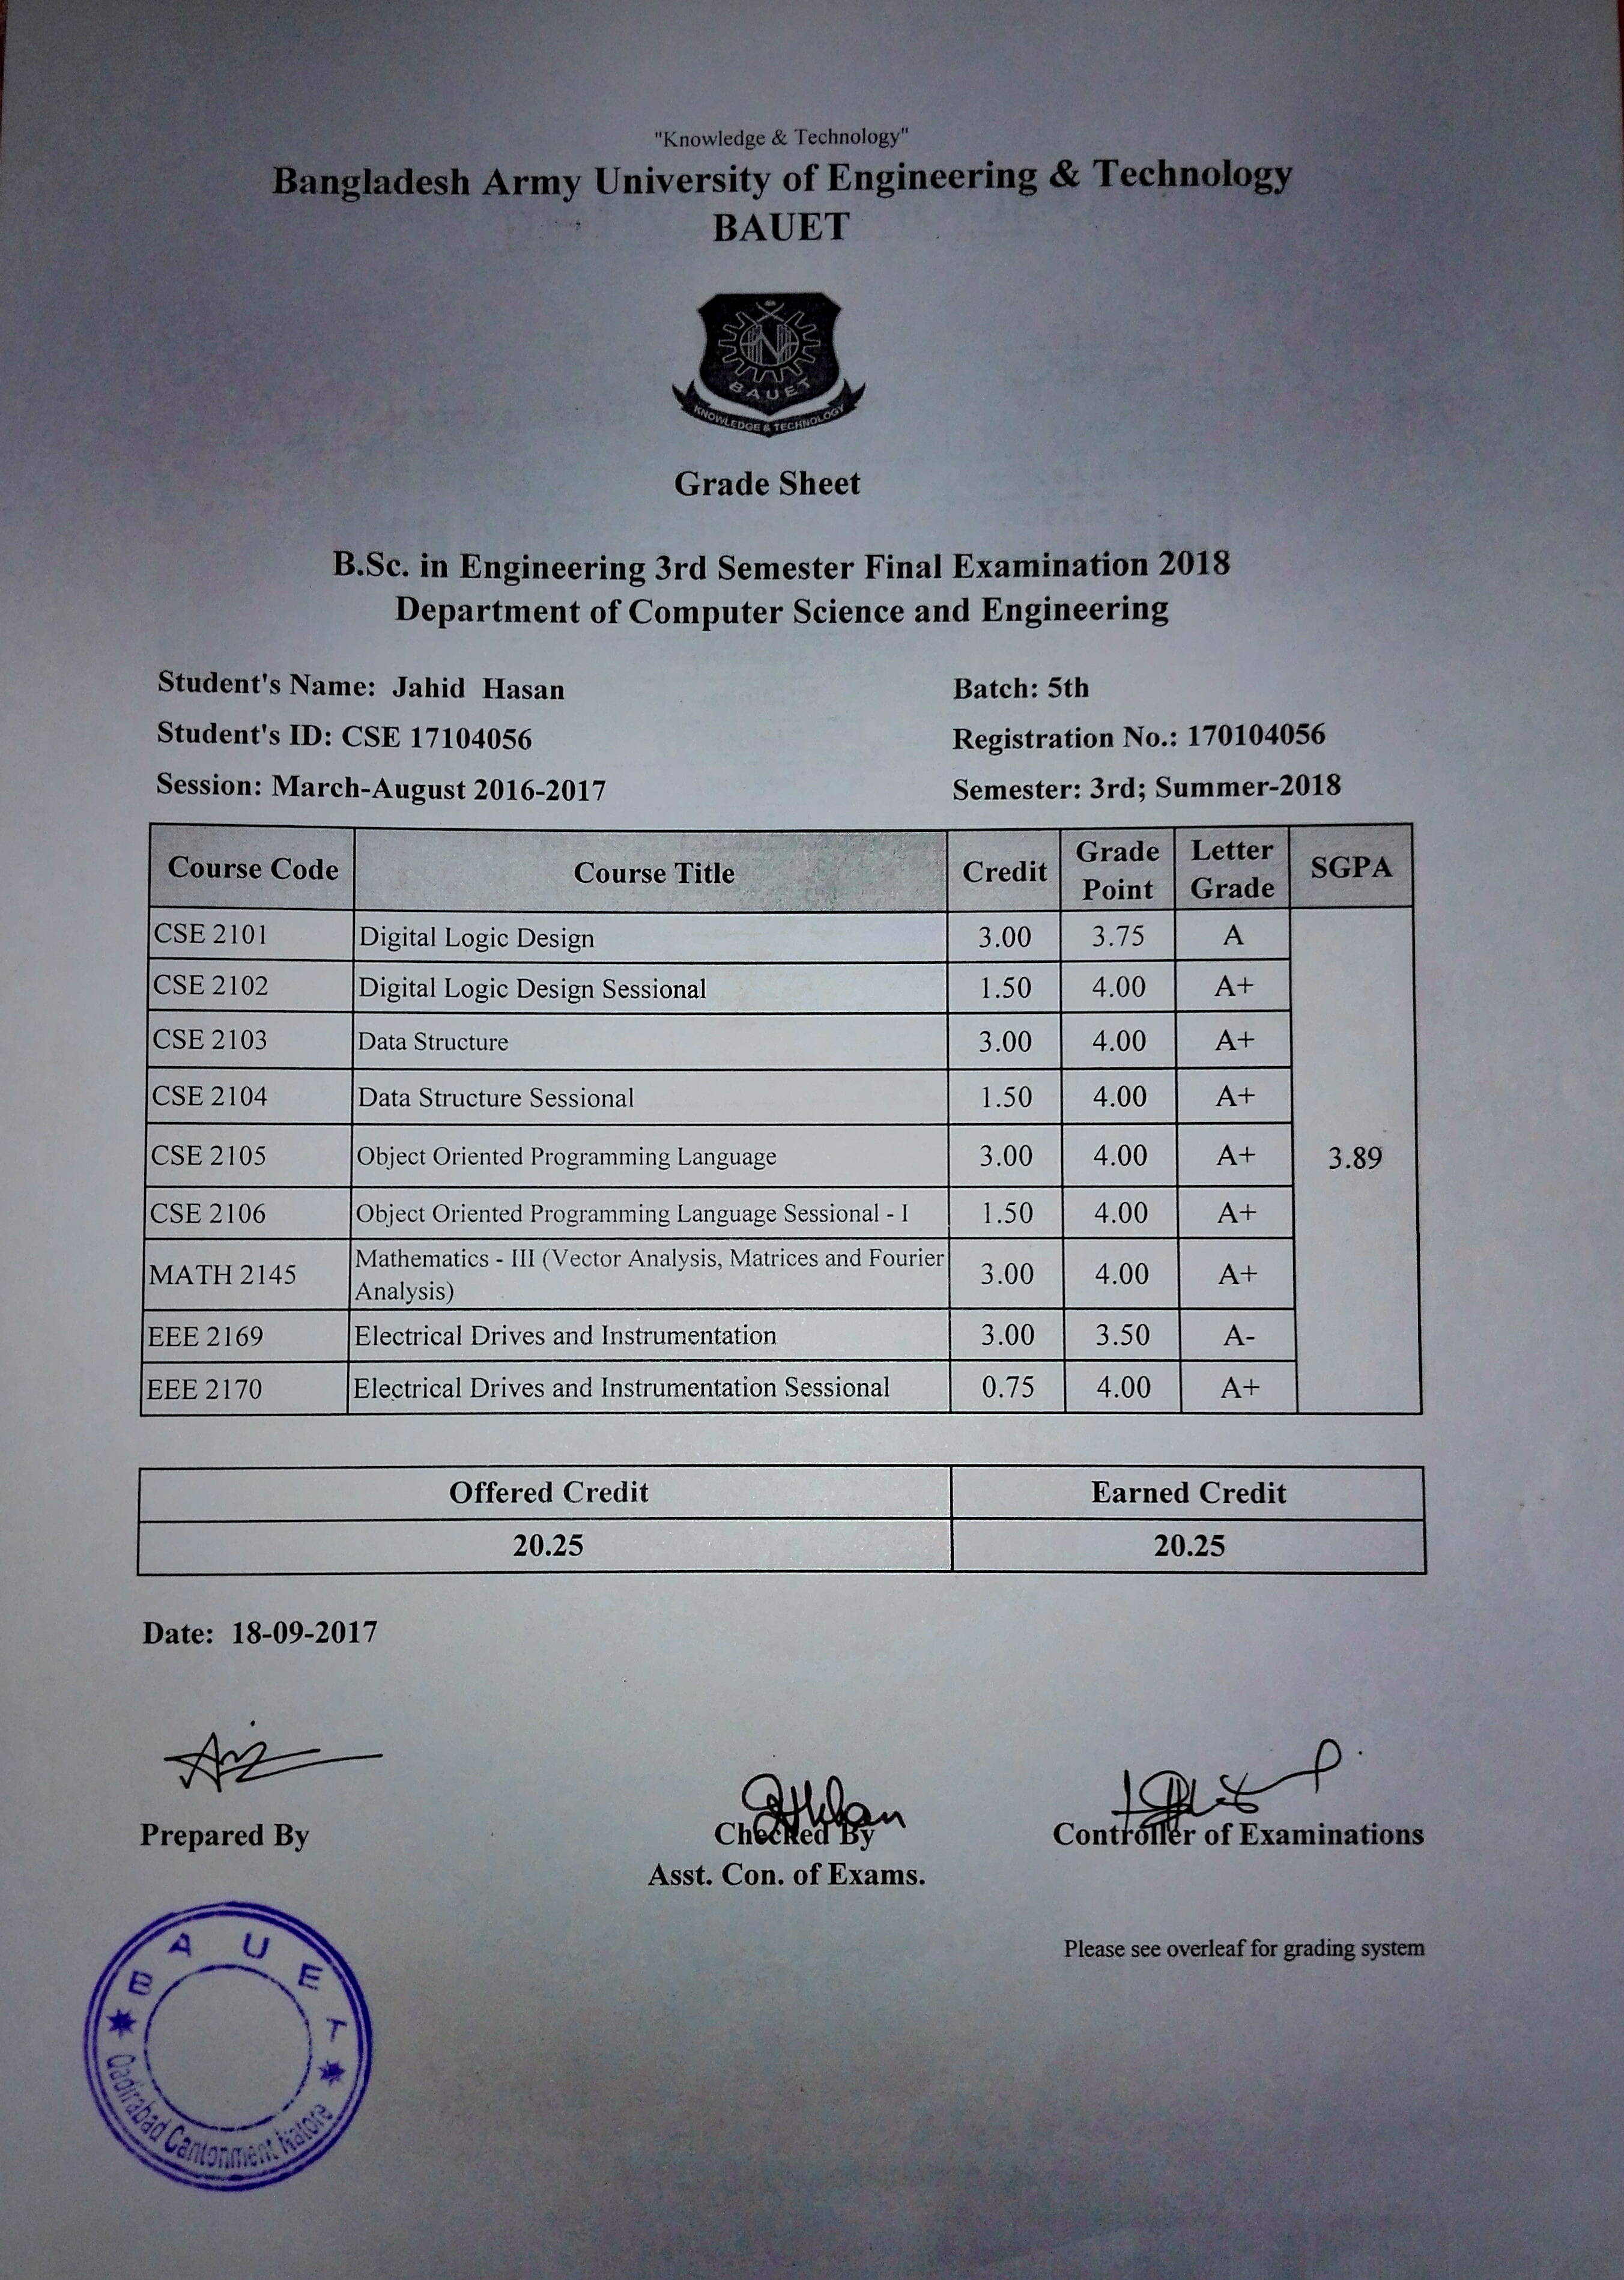 "Knowledge & Technology"
Bangladesh Army University of Engineering & Technology
BAUET
BAUET
KNOWLEDGE & TECHNOLOGY
Grade Sheet
B.Sc. in Engineering 3rd Semester Final Examination 2018
Department of Computer Science and Engineering
Student's Name: Jahid Hasan Batch: 5th
Student's ID: CSE 17104056 Registration No.: 170104056
Session: March-August 2016-2017 Semester: 3rd; Summer-2018
Course Code Course Title Credit Grade Point Letter Grade SGPA
CSE 2101 Digital Logic Design 3.00 3.75 A
CSE 2102 Digital Logic Design Sessional 1.50 4.00 A+
CSE 2103 Data Structure 3.00 4.00 A+
CSE 2104 Data Structure Sessional 1.50 4.00 A+
CSE 2105 Object Oriented Programming Language 3.00 4.00 A+ 3.89
CSE 2106 Object Oriented Programming Language Sessional - I 1.50 4.00 A+
MATH 2145 Mathematics - III (Vector Analysis, Matrices and Fourier Analysis) 3.00 4.00 A+
EEE 2169 Electrical Drives and Instrumentation 3.00 3.50 A-
EEE 2170 Electrical Drives and Instrumentation Sessional 0.75 4.00 A+
Offered Credit Earned Credit
20.25 20.25
Date: 18-09-2017
Prepared By Checked By Controller of Examinations
Asst. Con. of Exams.
Please see overleaf for grading system
BAUET
Qadirabad Cantonment Natore